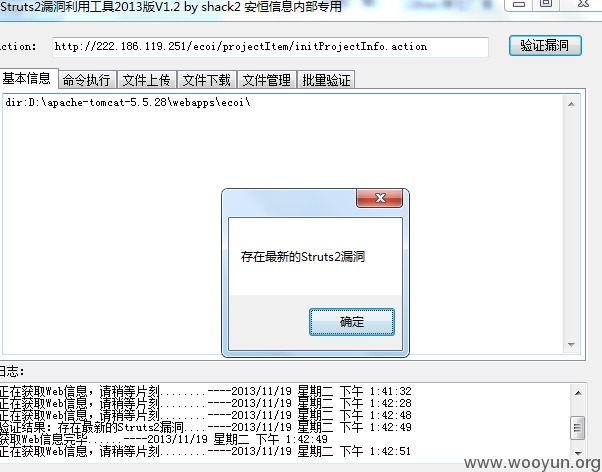 Struts2漏洞利用工具2013版V1.2 by shack2 安恒信息内部专用
ction: http://222.186.119.251/ecoi/projectItem/initProjectInfo.action 验证漏洞
基本信息 命令执行 文件上传 文件下载 文件管理 批量验证
dir:D:\apache-tomcat-5.5.28\webapps\ecoi\
存在最新的Struts2漏洞
确定
日志:
正在获取Web信息，请稍等片刻........----2013/11/19 星期二 下午 1:41:32
正在获取Web信息，请稍等片刻........----2013/11/19 星期二 下午 1:42:28
正在获取Web信息，请稍等片刻........----2013/11/19 星期二 下午 1:42:48
验证结果：存在最新的Struts2漏洞....----2013/11/19 星期二 下午 1:42:49
获取Web信息完毕......----2013/11/19 星期二 下午 1:42:49
正在获取Web信息，请稍等片刻........----2013/11/19 星期二 下午 1:42:51
www.wooyun.org